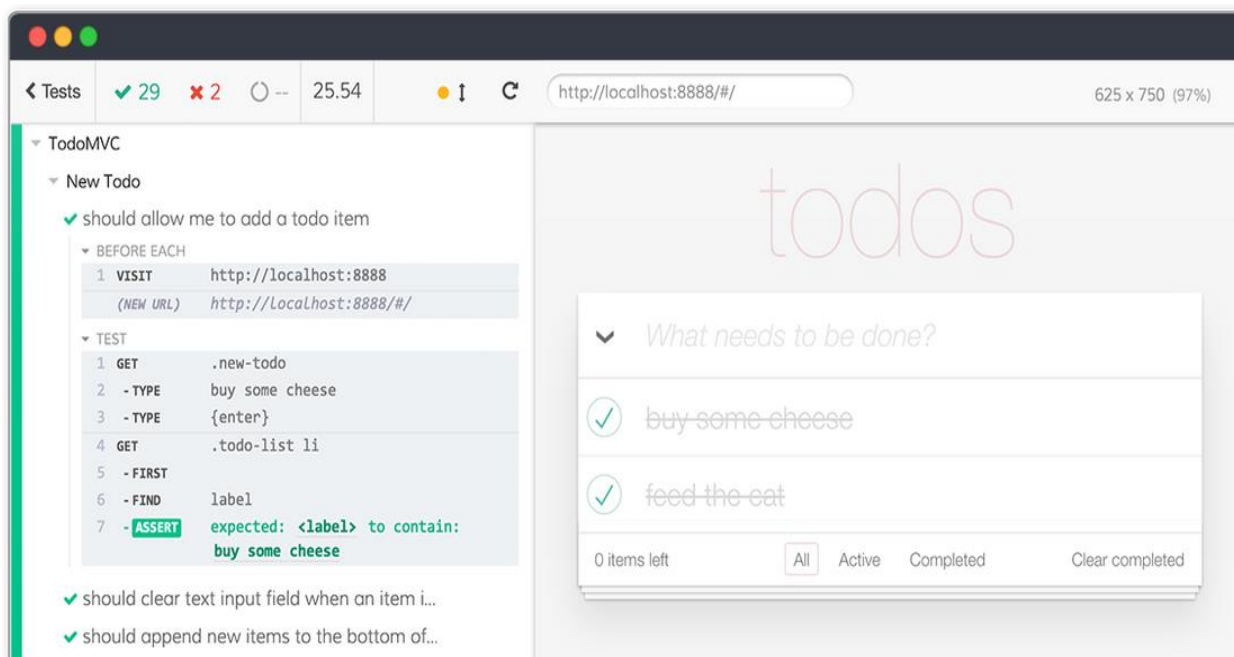 Tests 29 2 -- 25.54 http://localhost:8888/#/ 625 x 750 (97%)
TodoMVC
New Todo
should allow me to add a todo item
BEFORE EACH
1 VISIT http://localhost:8888
(NEW URL) http://localhost:8888/#/
TEST
1 GET .new-todo
2 -TYPE buy some cheese
3 -TYPE {enter}
4 GET .todo-list li
5 -FIRST
6 -FIND label
7 -ASSERT expected: <label> to contain:
buy some cheese
should clear text input field when an item i...
should append new items to the bottom of...
todos
What needs to be done?
buy some cheese
feed the cat
0 items left All Active Completed Clear completed